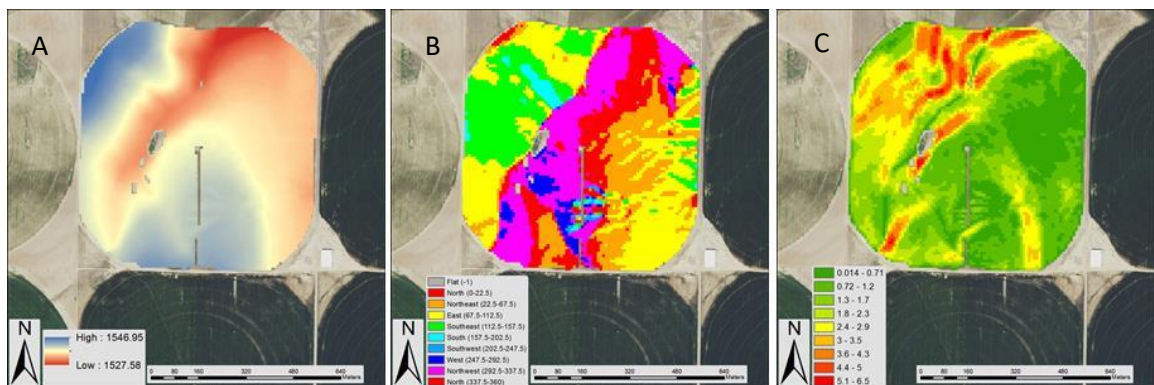 A
N
High : 1546.95
Low : 1527.58
0 80 160 320 480 640
Meters
B
Flat (-1)
North (0-22.5)
Northeast (22.5-67.5)
East (67.5-112.5)
Southeast (112.5-157.5)
South (157.5-202.5)
Southwest (202.5-247.5)
West (247.5-292.5)
Northwest (292.5-337.5)
North (337.5-360)
N
0 80 160 320 480 640
Meters
C
0.014 - 0.71
0.72 - 1.2
1.3 - 1.7
1.8 - 2.3
2.4 - 2.9
3 - 3.5
3.6 - 4.3
4.4 - 5
5.1 - 6.5
N
0 80 160 320 480 640
Meters